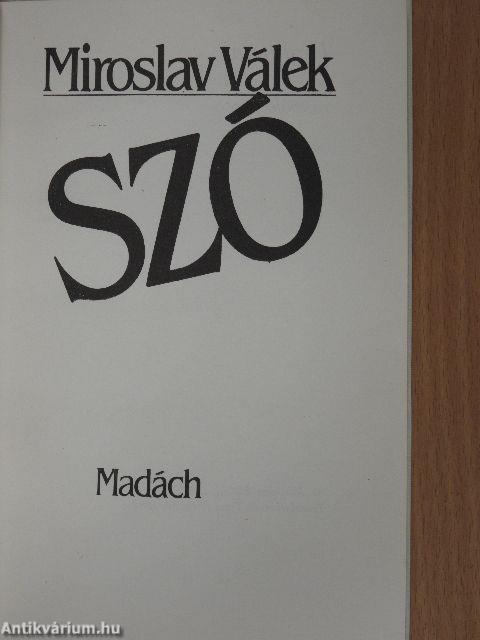 Miroslav Válek
SZÓ
Madách
Antikvárium.hu